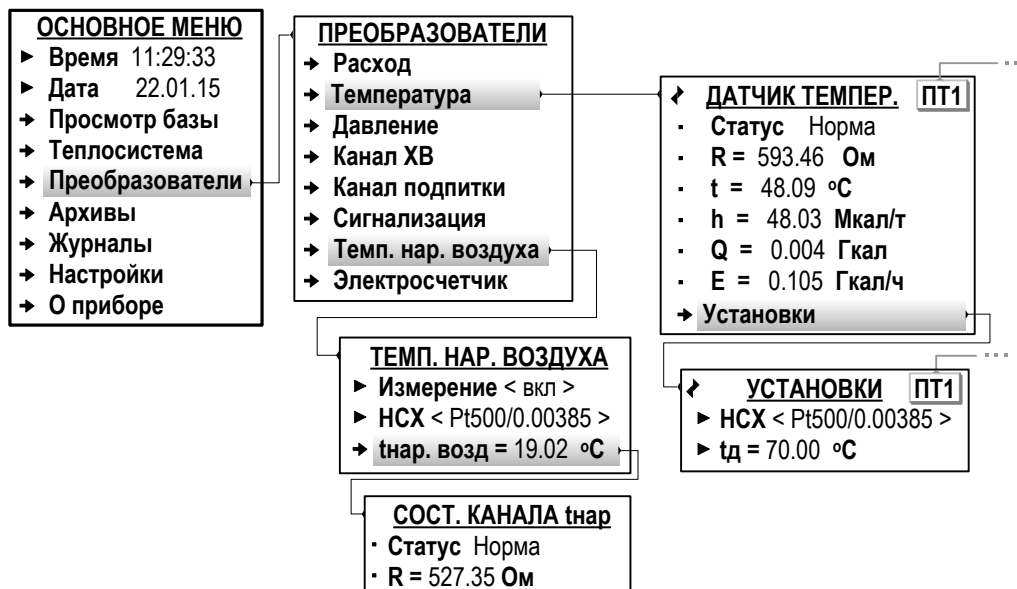 ОСНОВНОЕ МЕНЮ
Время 11:29:33
Дата 22.01.15
Просмотр базы
Теплосистема
Преобразователи
Архивы
Журналы
Настройки
О приборе
ПРЕОБРАЗОВАТЕЛИ
Расход
Температура
Давление
Канал ХВ
Канал подпитки
Сигнализация
Темп. нар. воздуха
Электросчетчик
ДАТЧИК ТЕМПЕР. ПТ1
Статус Норма
R = 593.46 Ом
t = 48.09 ºС
h = 48.03 Мкал/т
Q = 0.004 Гкал
E = 0.105 Гкал/ч
Установки
ТЕМП. НАР. ВОЗДУХА
Измерение < вкл >
НСХ < Pt500/0.00385 >
tнар. возд = 19.02 ºС
УСТАНОВКИ ПТ1
НСХ < Pt500/0.00385 >
tд = 70.00 ºС
СОСТ. КАНАЛА tнар
Статус Норма
R = 527.35 Ом